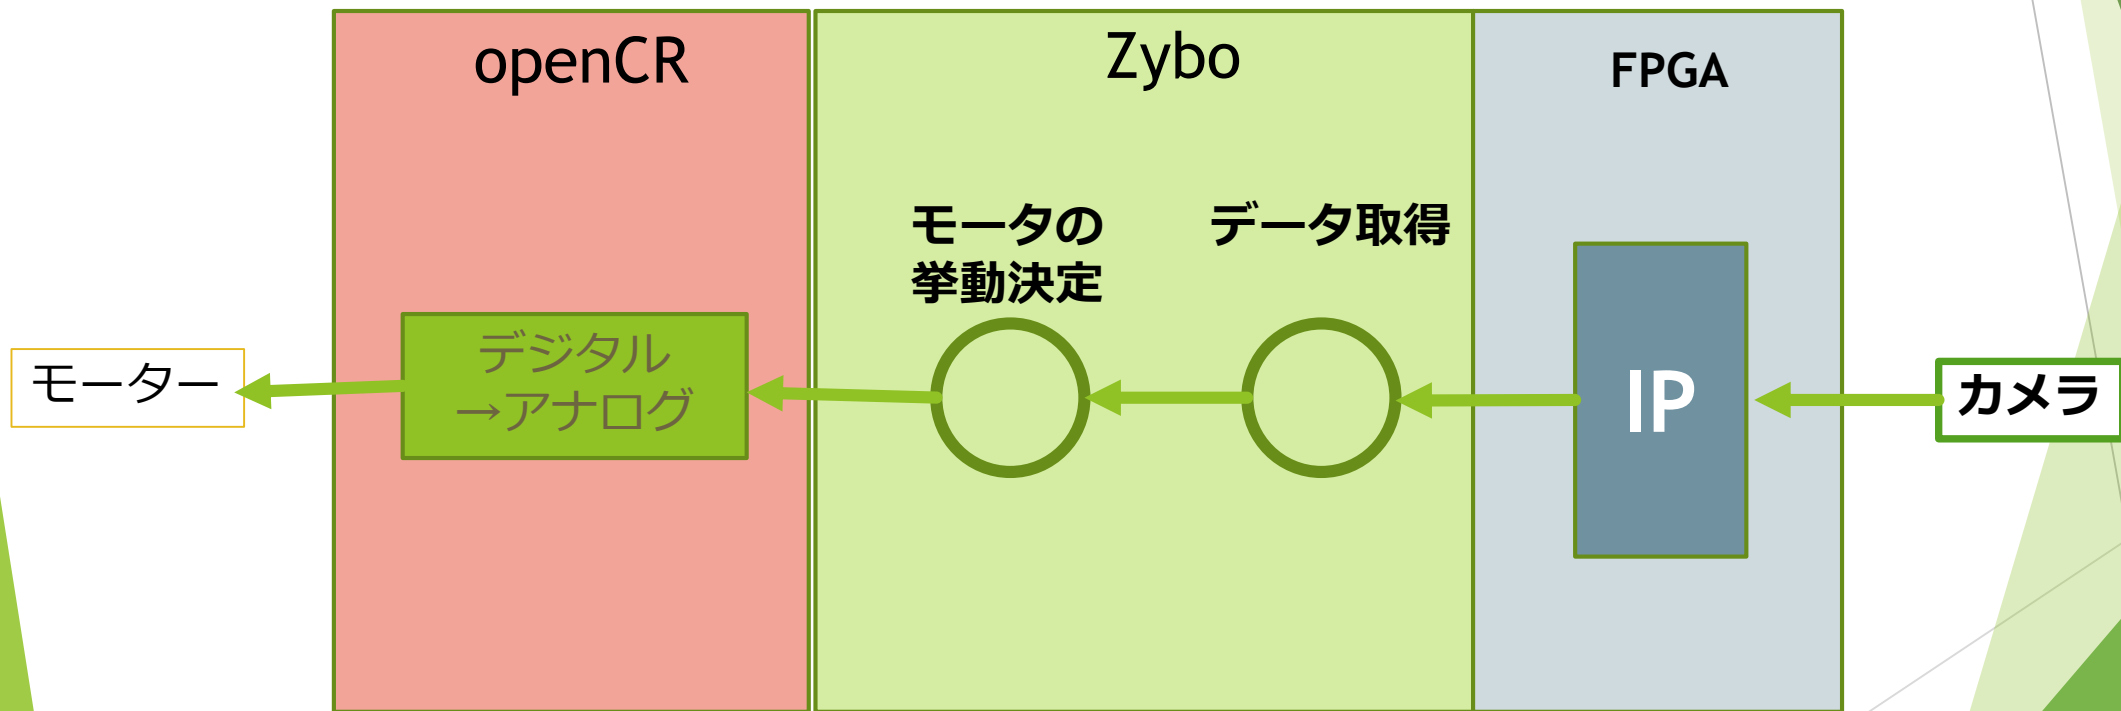 openCR
Zybo
FPGA
モータの
挙動決定
データ取得
モーター
デジタル
→アナログ
IP
カメラ